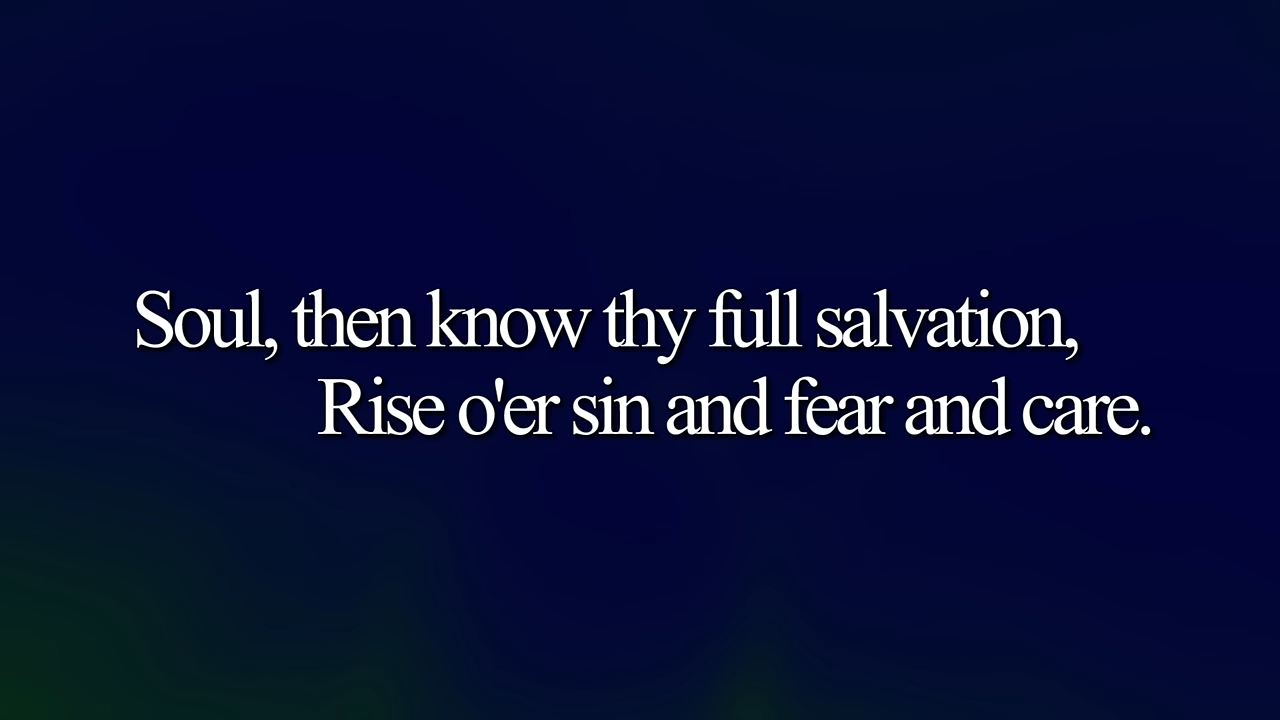 Soul, then know thy full salvation,
Rise o'er sin and fear and care.